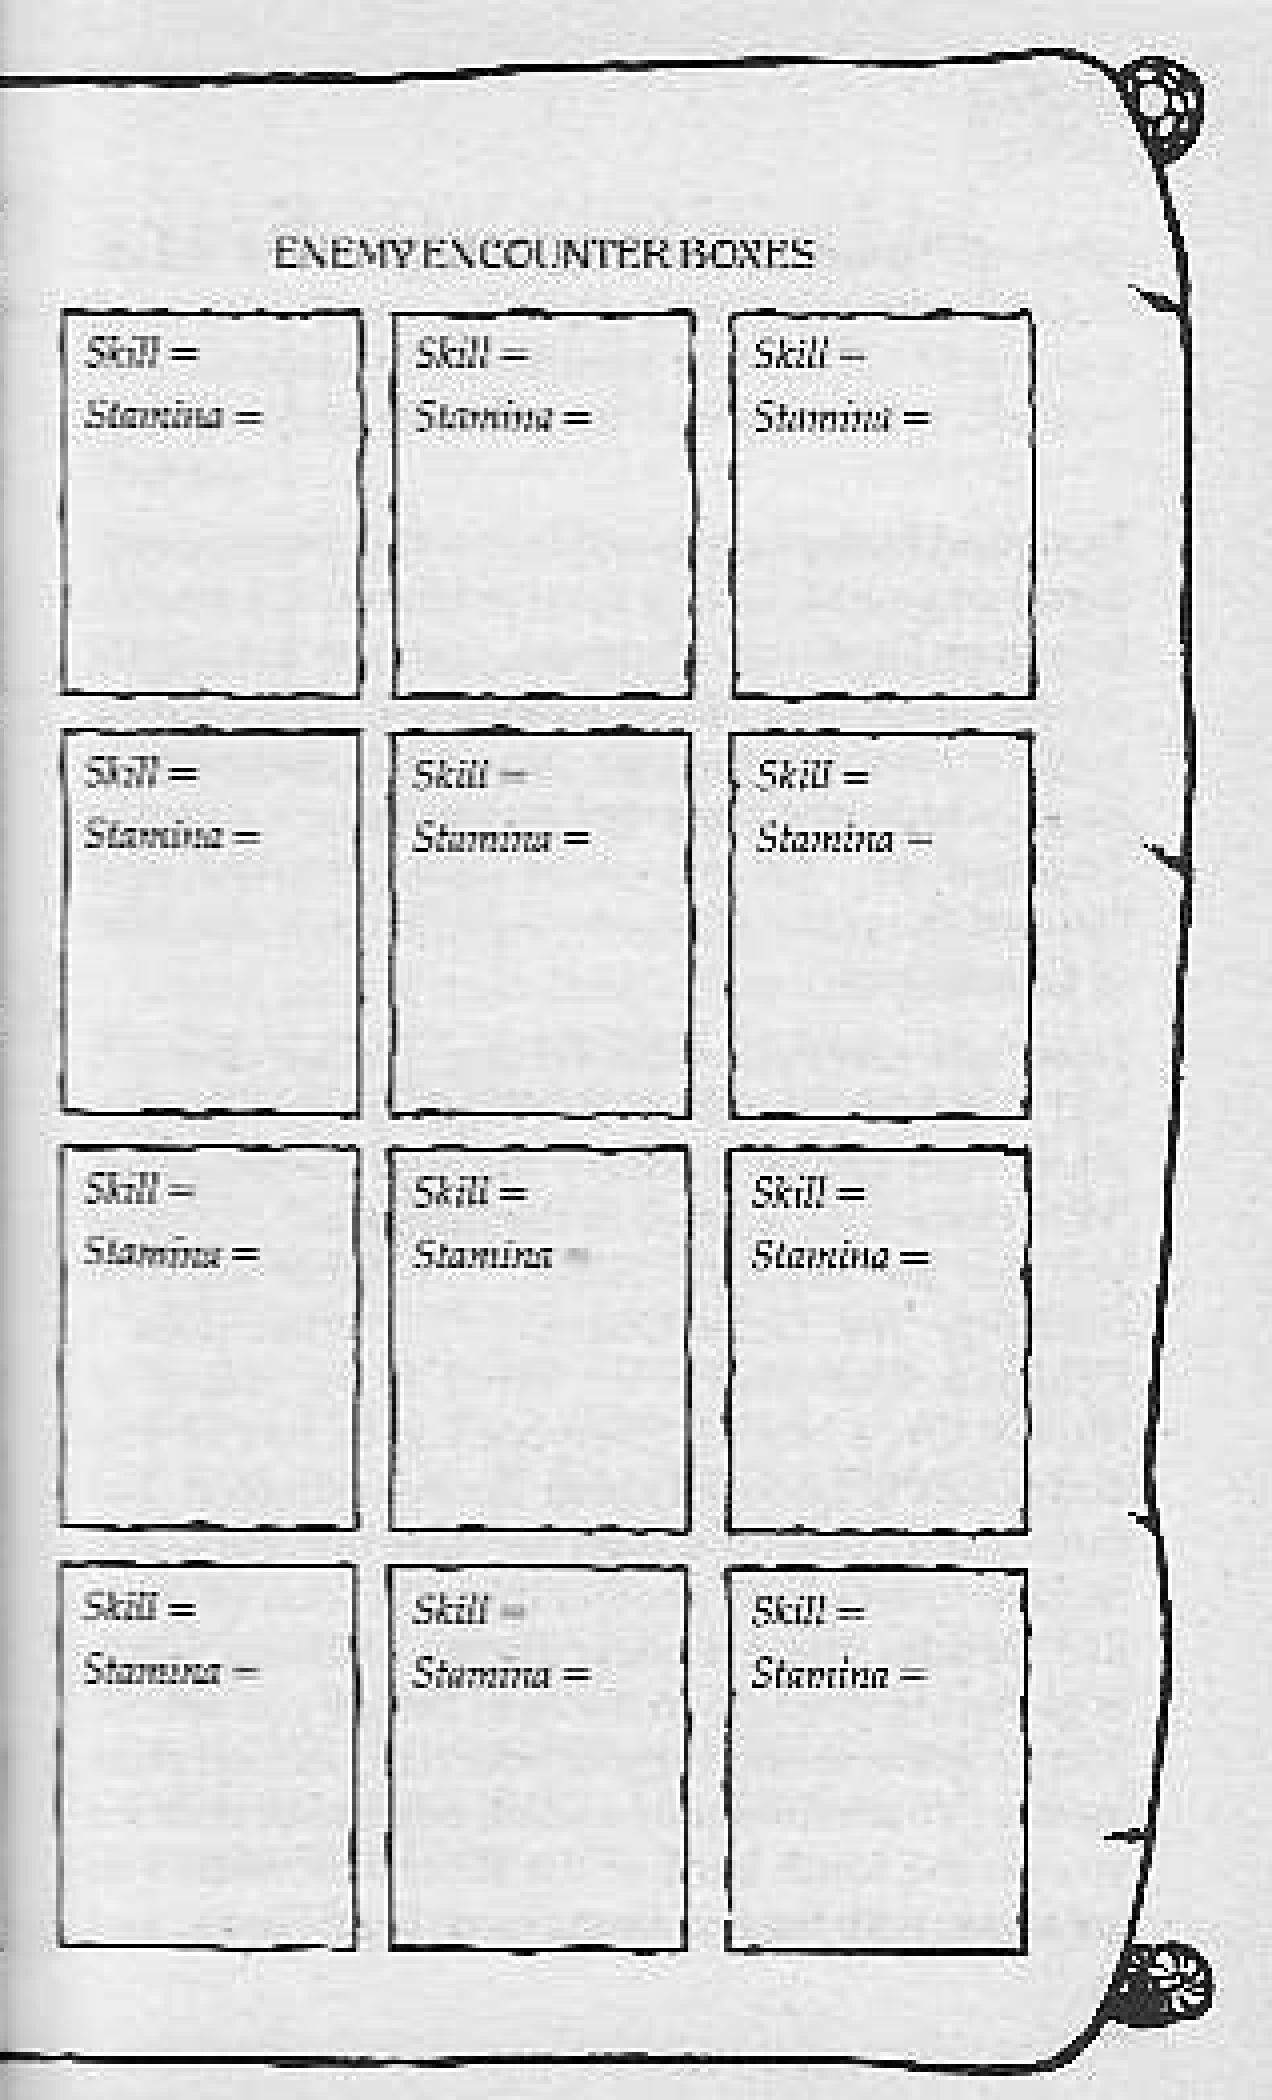 ENEMY ENCOUNTER BOXES
Skill =
Stamina =
Skill =
Stamina =
Skill =
Stamina =
Skill =
Stamina =
Skill =
Stamina =
Skill =
Stamina =
Skill =
Stamina =
Skill =
Stamina =
Skill =
Stamina =
Skill =
Stamina =
Skill =
Stamina =
Skill =
Stamina =